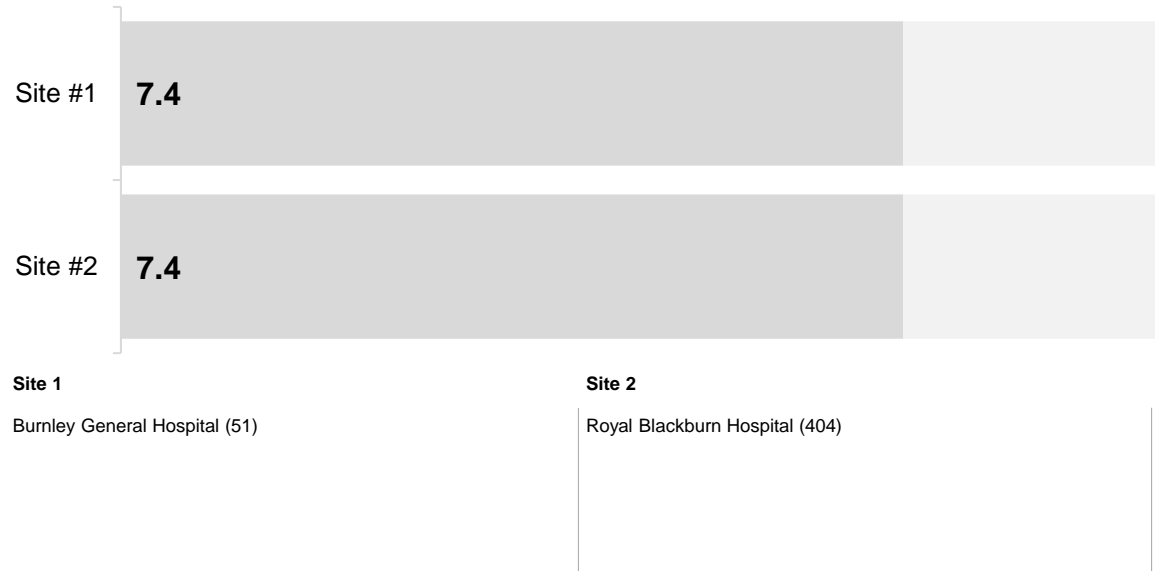 Site #1
7.4
Site #2
7.4
Site 1
Site 2
Burnley General Hospital (51)
Royal Blackburn Hospital (404)